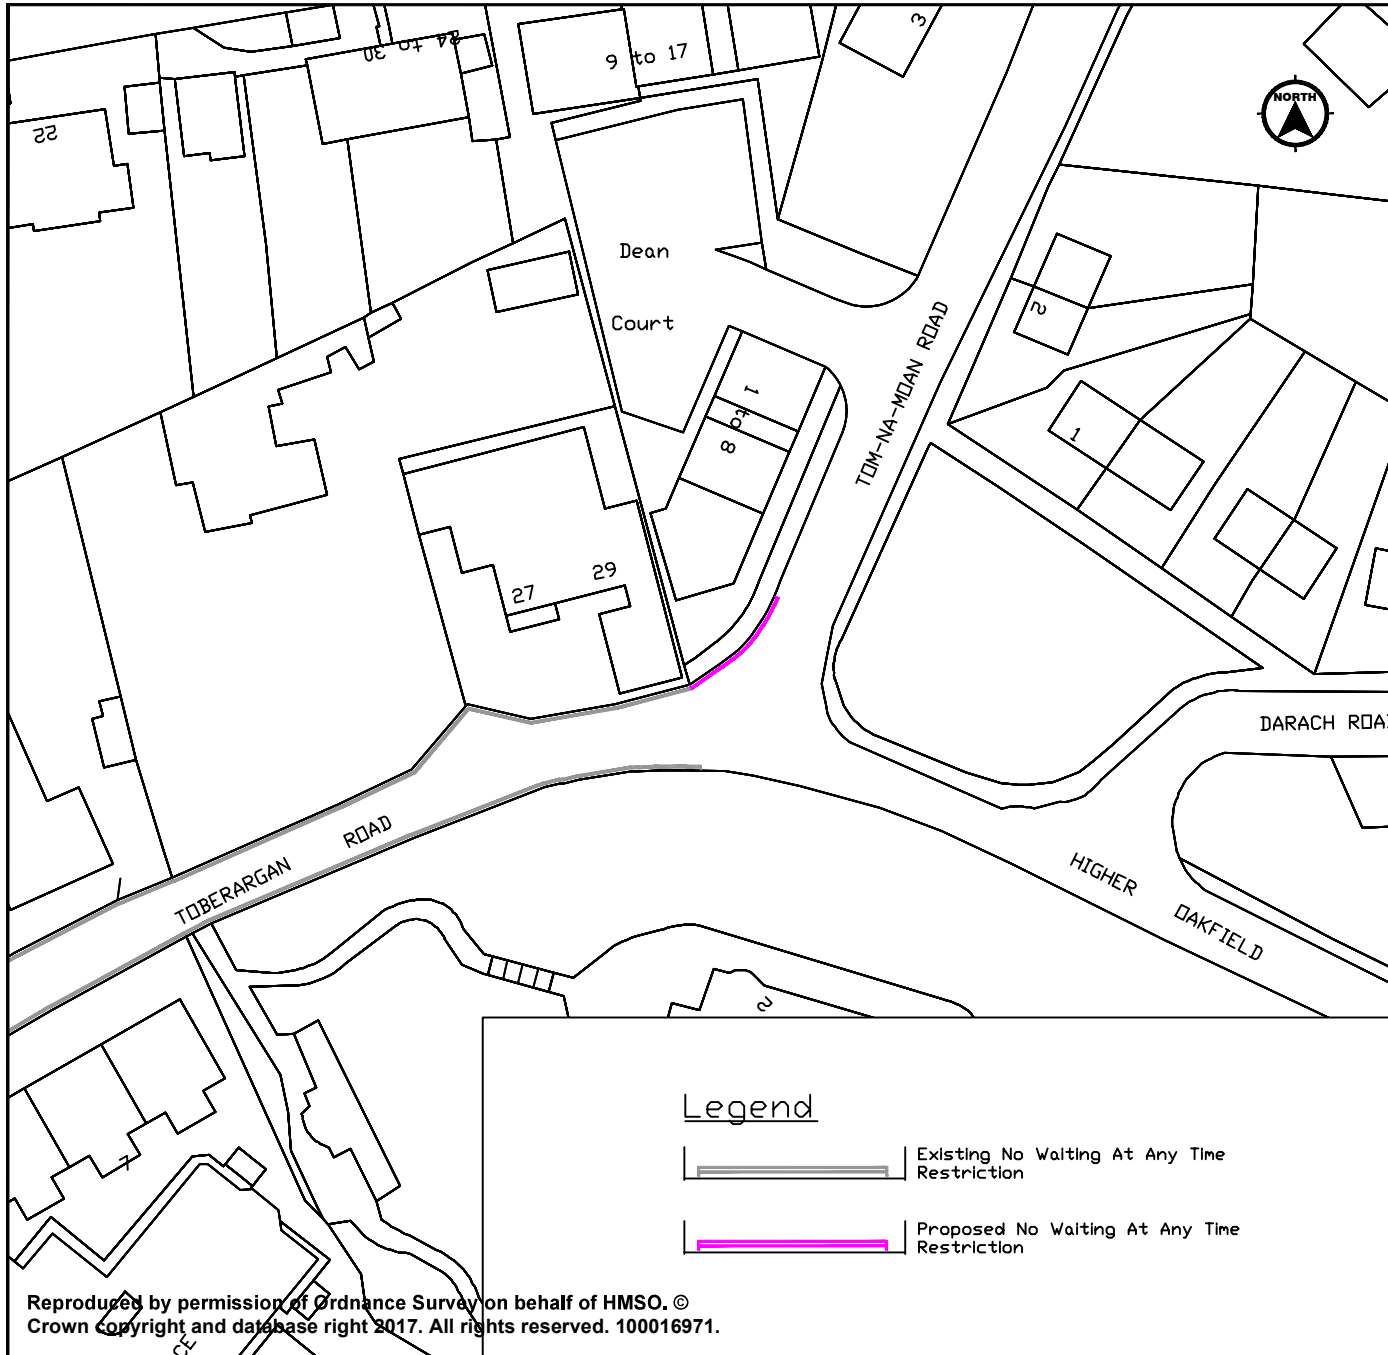 24 to 30
9 to 17
3
NORTH
22
Dean
Court
2
TOM-NA-MOAN ROAD
1 to 8
1
27
29
DARACH ROAD
TOBERARGAN ROAD
HIGHER OAKFIELD
2
7
Legend
Existing No Waiting At Any Time
Restriction
Proposed No Waiting At Any Time
Restriction
Reproduced by permission of Ordnance Survey on behalf of HMSO. ©
Crown copyright and database right 2017. All rights reserved. 100016971.
CE